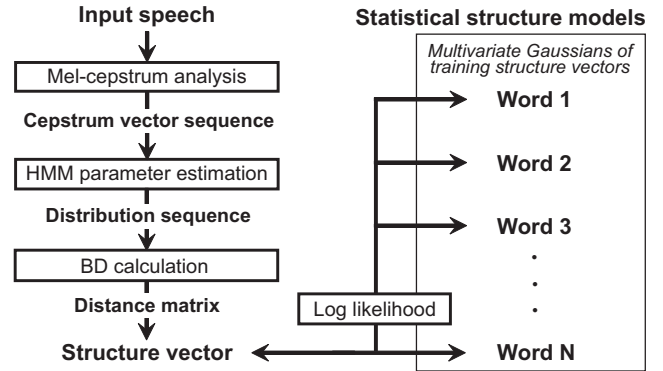 Input speech
Mel-cepstrum analysis
Cepstrum vector sequence
HMM parameter estimation
Distribution sequence
BD calculation
Distance matrix
Structure vector
Log likelihood
Statistical structure models
Multivariate Gaussians of
training structure vectors
Word 1
Word 2
Word 3
.
.
.
Word N